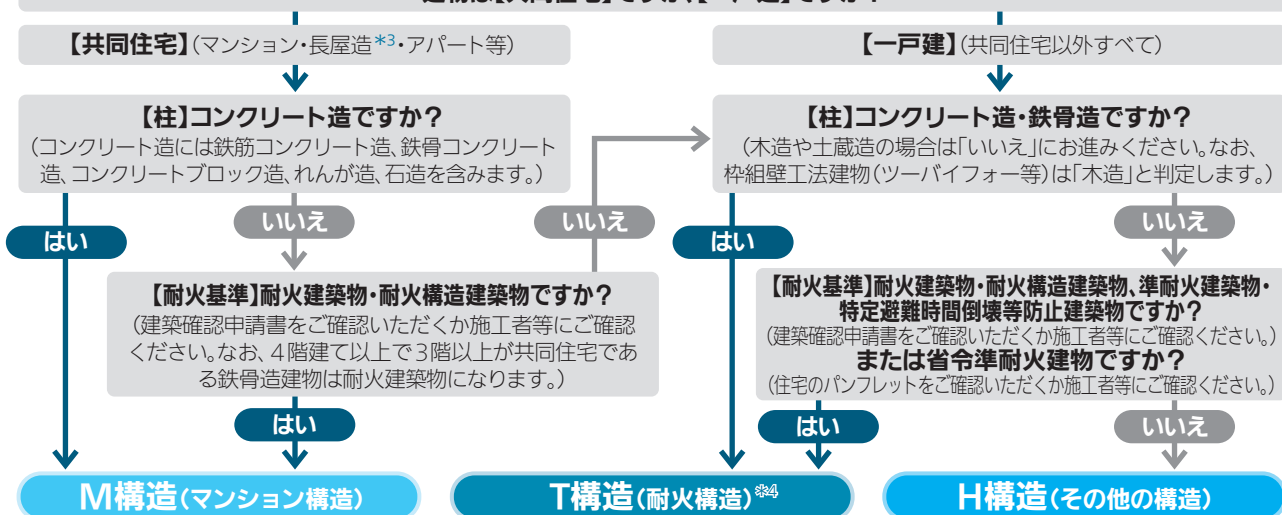 【共同住宅】(マンション・長屋造*3・アパート等)
【一戸建】(共同住宅以外すべて)
【柱】コンクリート造ですか？
(コンクリート造には鉄筋コンクリート造、鉄骨コンクリート
造、コンクリートブロック造、れんが造、石造を含みます。)
【柱】コンクリート造・鉄骨造ですか？
(木造や土蔵造の場合は「いいえ」にお進みください。なお、
枠組壁工法建物(ツーバイフォー等)は「木造」と判定します。)
はい
いいえ
いいえ
はい
いいえ
【耐火基準】耐火建築物・耐火構造建築物ですか？
(建築確認申請書をご確認いただくか施工者等にご確認
ください。なお、4階建て以上で3階以上が共同住宅であ
る鉄骨造建物は耐火建築物になります。)
【耐火基準】耐火建築物・耐火構造建築物、準耐火建築物・
特定避難時間倒壊等防止建築物ですか？
(建築確認申請書をご確認いただくか施工者等にご確認ください。)
または省令準耐火建物ですか？
(住宅のパンフレットをご確認いただくか施工者等にご確認ください。)
はい
はい
いいえ
M構造(マンション構造)
T構造(耐火構造)※4
H構造(その他の構造)